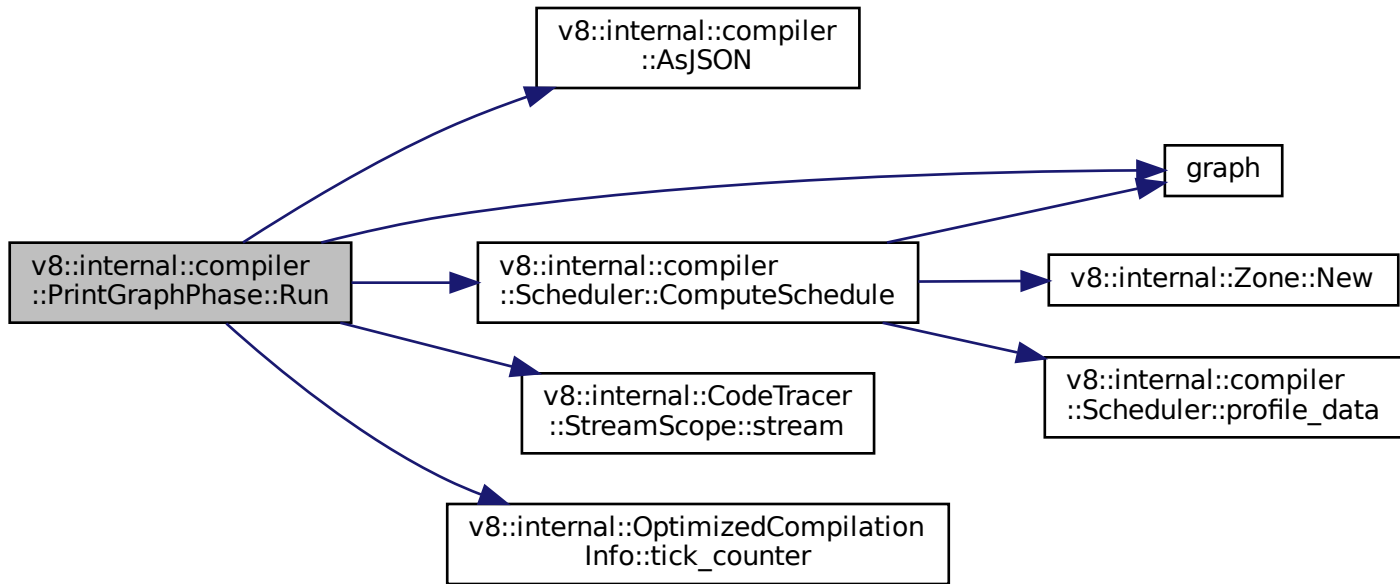 v8::internal::compiler
::AsJSON
graph
v8::internal::compiler
::PrintGraphPhase::Run
v8::internal::compiler
::Scheduler::ComputeSchedule
v8::internal::Zone::New
v8::internal::CodeTracer
::StreamScope::stream
v8::internal::compiler
::Scheduler::profile_data
v8::internal::OptimizedCompilation
Info::tick_counter